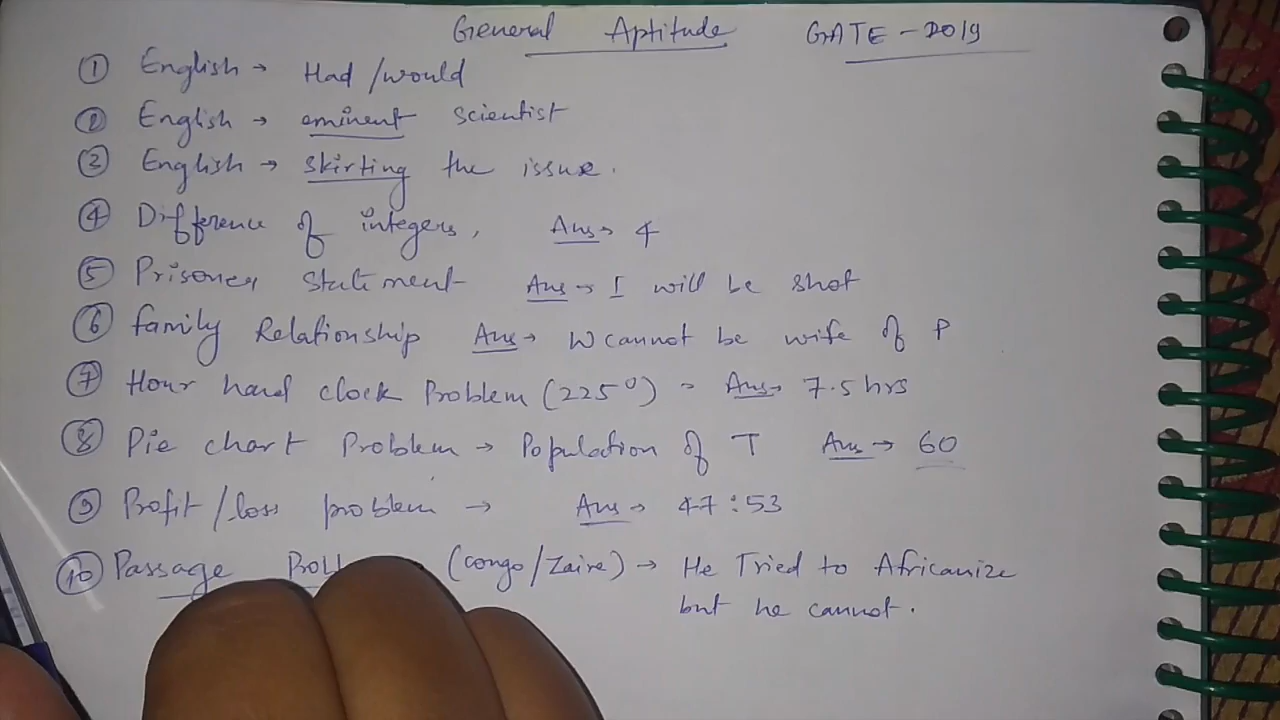 General Aptitude GATE - 2019
① English → Had /would
② English → eminent scientist
③ English → skirting the issue.
④ Difference of integers, Ans → 4
⑤ Prisoner statement Ans → I will be shot
⑥ family Relationship Ans → W cannot be wife of P
⑦ Hour hand clock Problem (225°) - Ans → 7.5 hrs
⑧ Pie chart Problem → Population of T Ans → 60
⑨ Profit /loss problem → Ans → 47:53
⑩ Passage (congo/Zaire) → He Tried to Africanize
but he cannot.